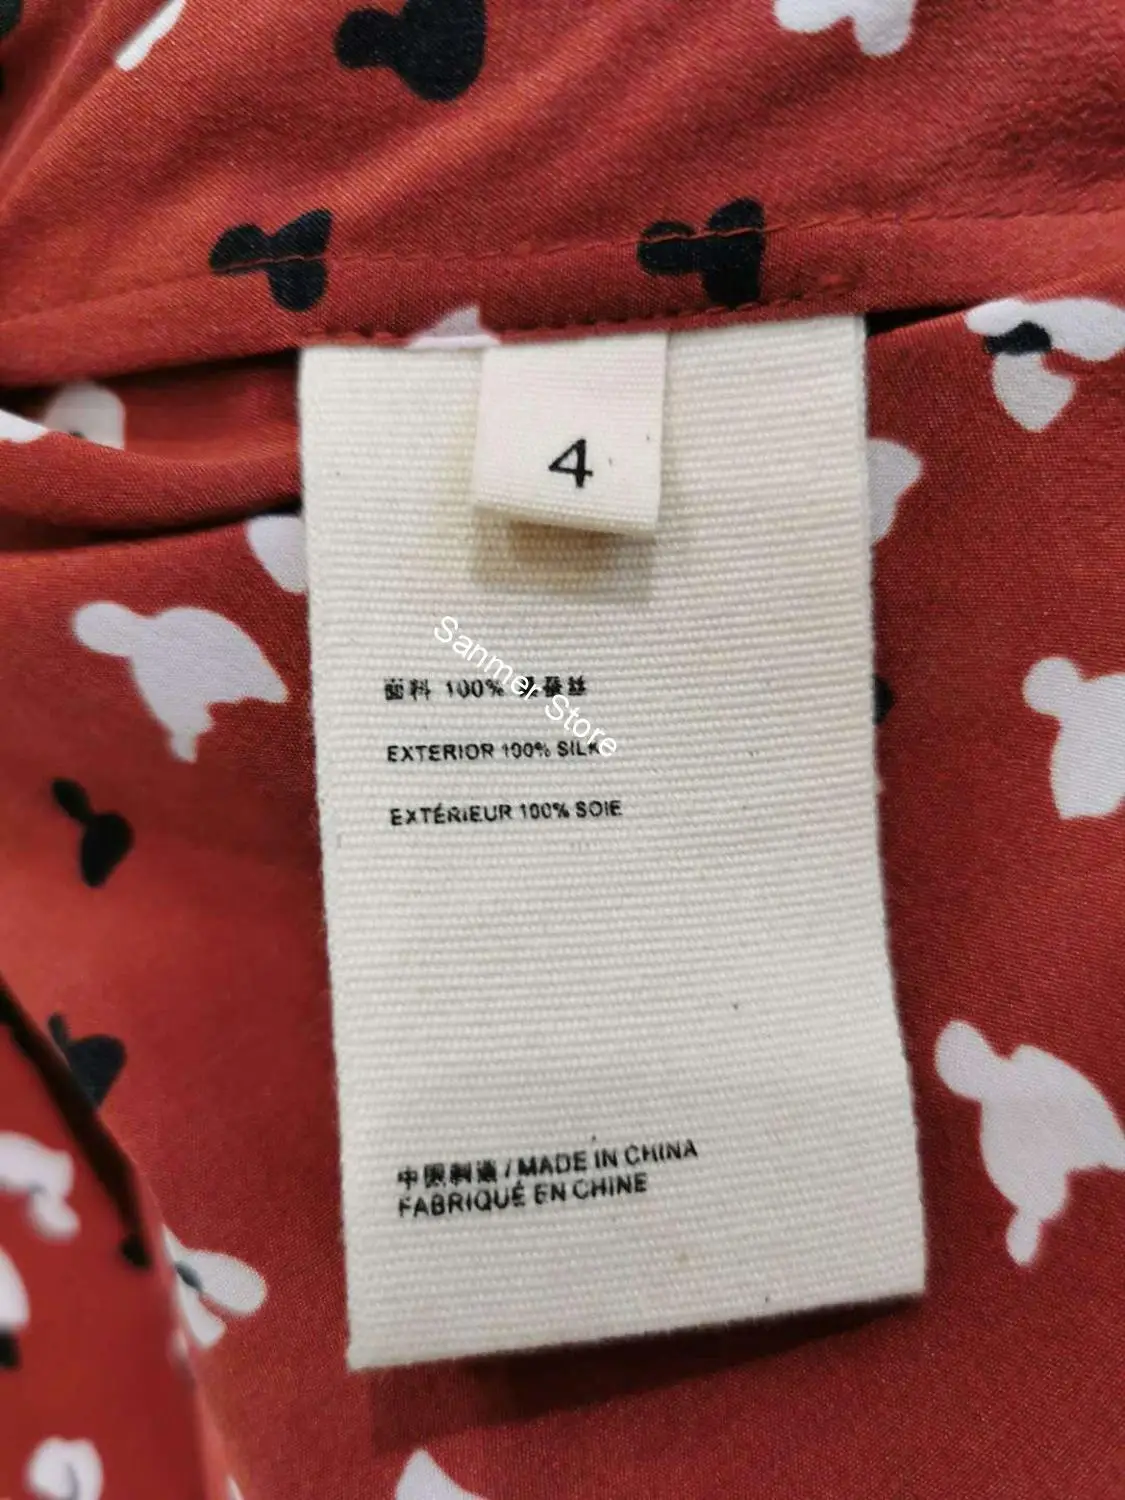 4
Sanmer Store
面料 100% 桑蚕丝
EXTERIOR 100% SILK
EXTÉRIEUR 100% SOIE
中国制造 / MADE IN CHINA
FABRIQUÉ EN CHINE